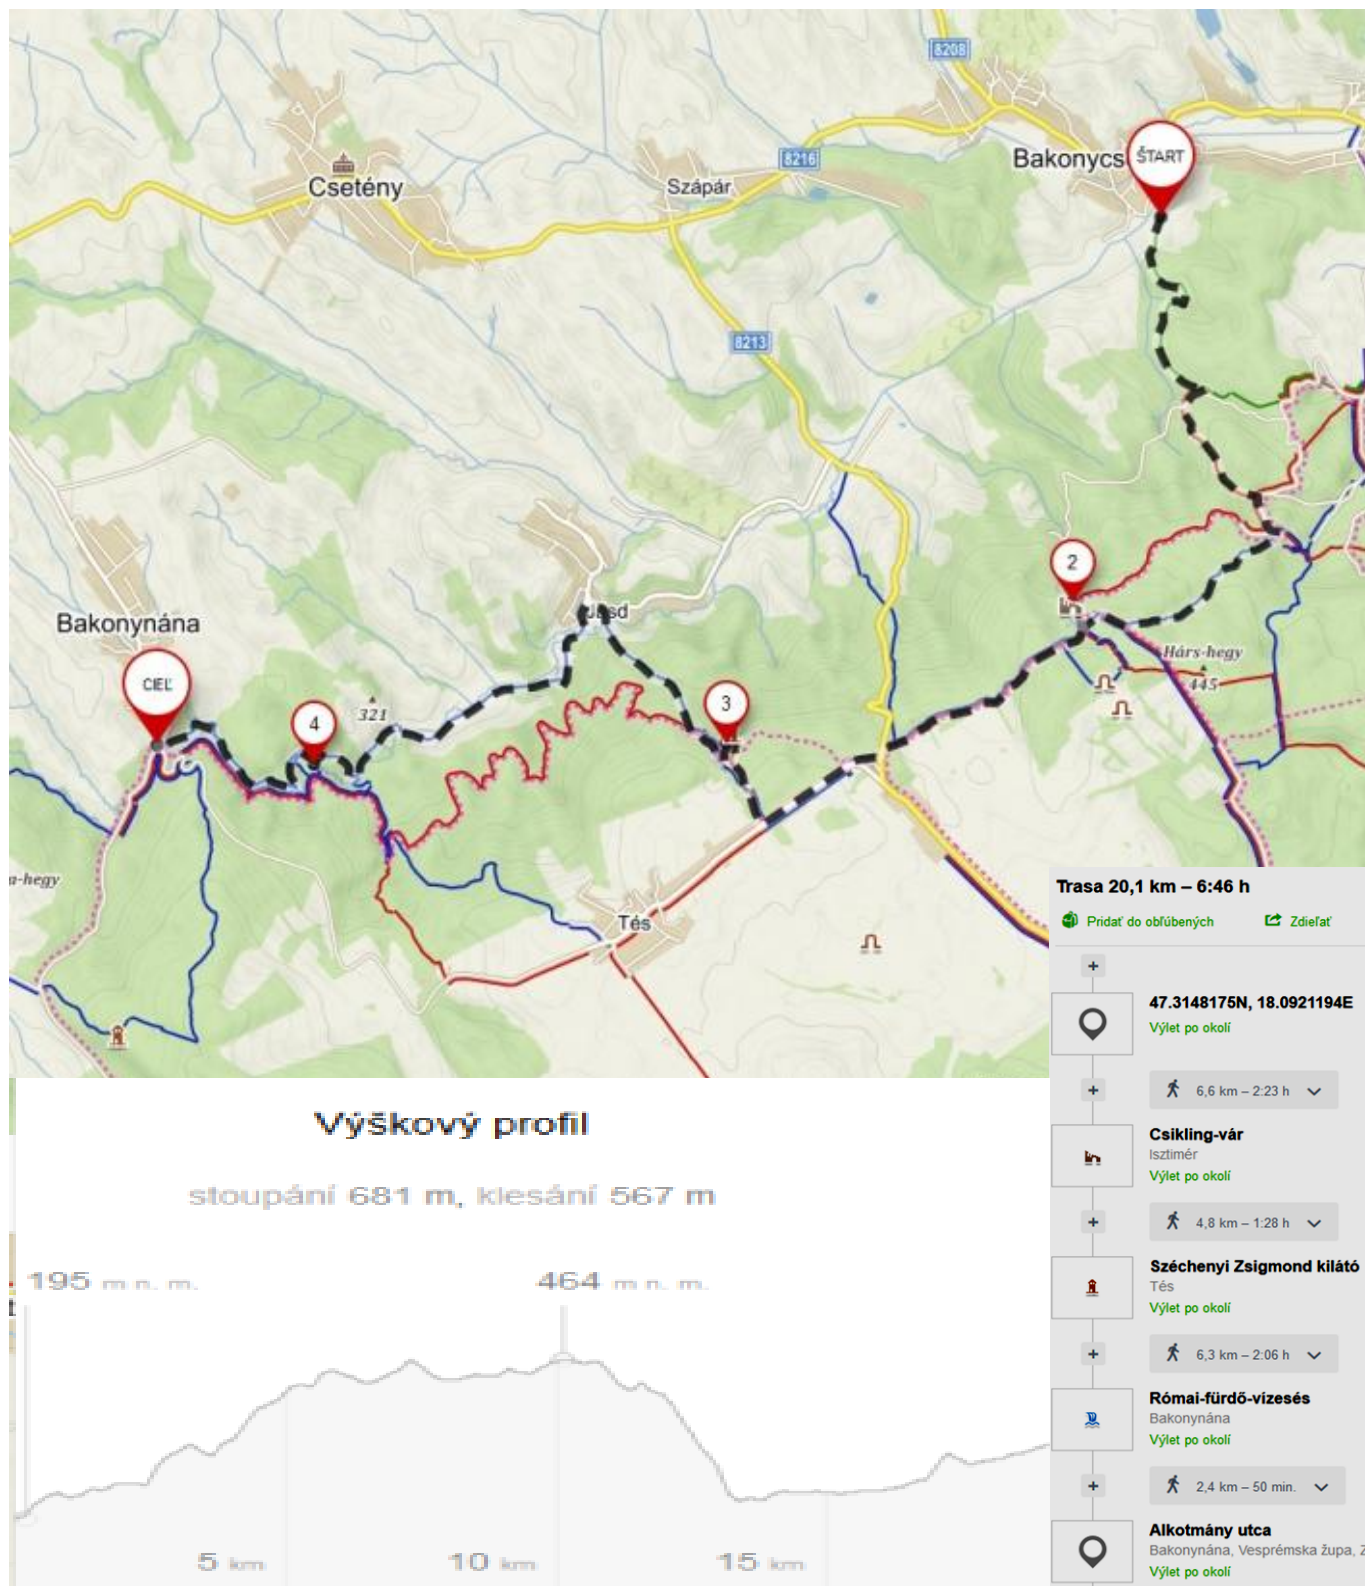 8208
Bakonycs
ŠTART
8216
Csetény
Szápár
8213
2
Jásd
Bakonynána
Hárs-hegy
445
CIEĽ
4
321
3
a-hegy
Tés
Trasa 20,1 km – 6:46 h
Pridať do obľúbených
Zdieľať
+
47.3148175N, 18.0921194E
Výlet po okolí
+
6,6 km – 2:23 h
Csikling-vár
Isztimér
Výlet po okolí
+
4,8 km – 1:28 h
Széchenyi Zsigmond kilátó
Tés
Výlet po okolí
+
6,3 km – 2:06 h
Római-fürdő-vízesés
Bakonynána
Výlet po okolí
+
2,4 km – 50 min.
Alkotmány utca
Bakonynána, Vesprémska župa, Z
Výlet po okolí
Výškový profil
stoupání 681 m, klesání 567 m
195 m n. m.
464 m n. m.
5 km
10 km
15 km